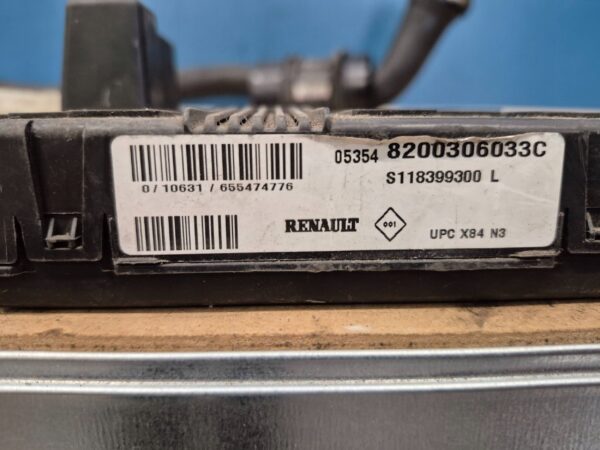 05354 8200306033C
0/10631/655474776
S118399300 L
RENAULT 001 UPC X84 N3